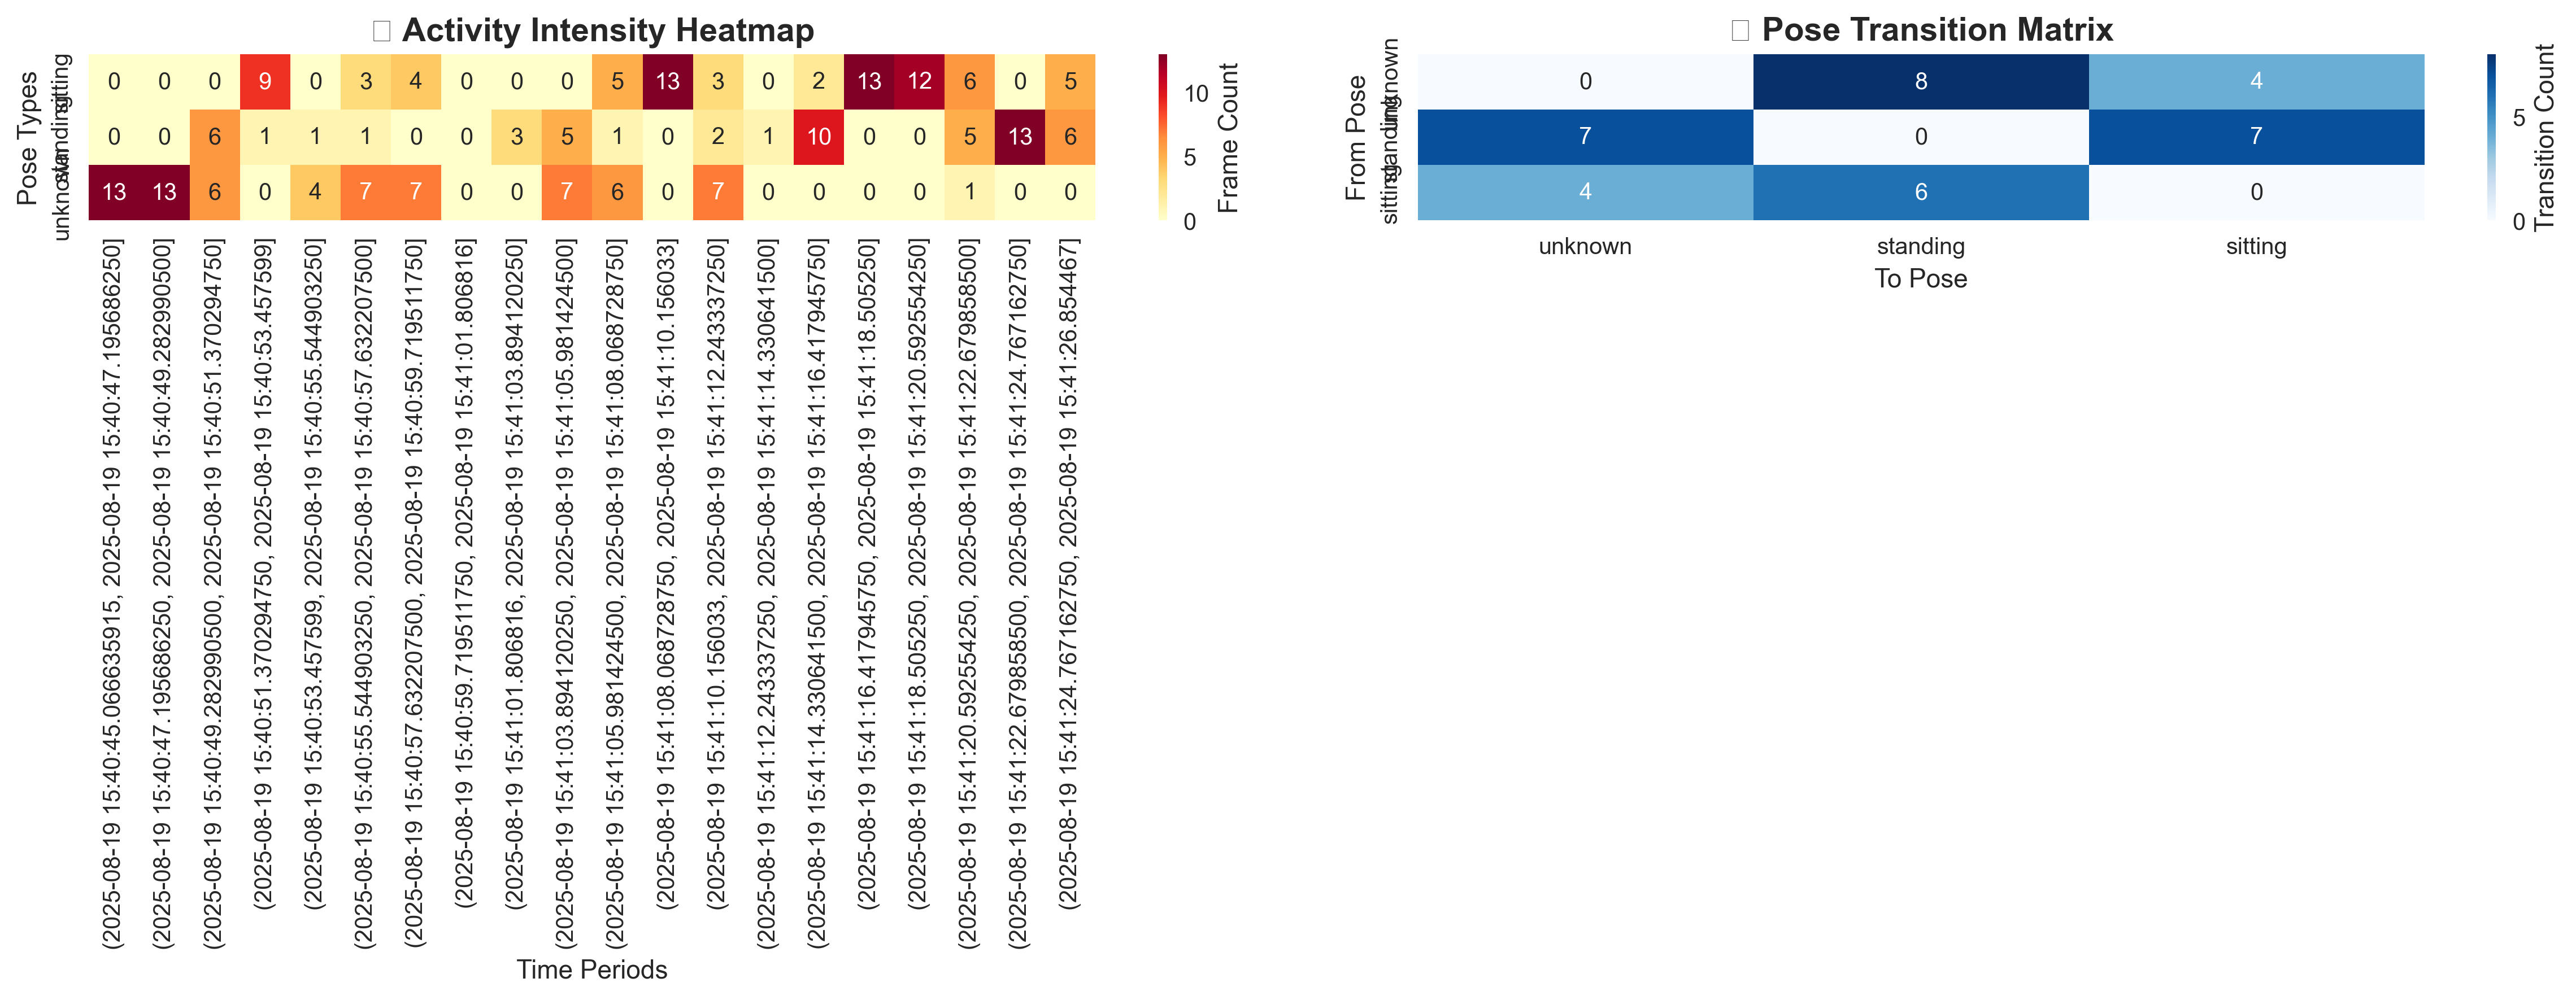 Activity Intensity Heatmap
Pose Types
sitting
standing
unknown
0 0 0 9 0 3 4 0 0 0 5 13 3 0 2 13 12 6 0 5
0 0 6 1 1 1 0 0 3 5 1 0 2 1 10 0 0 5 13 6
13 13 6 0 4 7 7 0 0 7 6 0 7 0 0 0 0 1 0 0
(2025-08-19 15:40:45.066635915, 2025-08-19 15:40:47.195686250]
(2025-08-19 15:40:47.195686250, 2025-08-19 15:40:49.282990500]
(2025-08-19 15:40:49.282990500, 2025-08-19 15:40:51.370294750]
(2025-08-19 15:40:51.370294750, 2025-08-19 15:40:53.457599]
(2025-08-19 15:40:53.457599, 2025-08-19 15:40:55.544903250]
(2025-08-19 15:40:55.544903250, 2025-08-19 15:40:57.632207500]
(2025-08-19 15:40:57.632207500, 2025-08-19 15:40:59.719511750]
(2025-08-19 15:40:59.719511750, 2025-08-19 15:41:01.806816]
(2025-08-19 15:41:01.806816, 2025-08-19 15:41:03.894120250]
(2025-08-19 15:41:03.894120250, 2025-08-19 15:41:05.981424500]
(2025-08-19 15:41:05.981424500, 2025-08-19 15:41:08.068728750]
(2025-08-19 15:41:08.068728750, 2025-08-19 15:41:10.156033]
(2025-08-19 15:41:10.156033, 2025-08-19 15:41:12.243337250]
(2025-08-19 15:41:12.243337250, 2025-08-19 15:41:14.330641500]
(2025-08-19 15:41:14.330641500, 2025-08-19 15:41:16.417945750]
(2025-08-19 15:41:16.417945750, 2025-08-19 15:41:18.505250]
(2025-08-19 15:41:18.505250, 2025-08-19 15:41:20.592554250]
(2025-08-19 15:41:20.592554250, 2025-08-19 15:41:22.679858500]
(2025-08-19 15:41:22.679858500, 2025-08-19 15:41:24.767162750]
(2025-08-19 15:41:24.767162750, 2025-08-19 15:41:26.854467]
Time Periods
10
5
0
Frame Count
Pose Transition Matrix
From Pose
unknown
standing
sitting
0 8 4
7 0 7
4 6 0
unknown standing sitting
To Pose
5
0
Transition Count